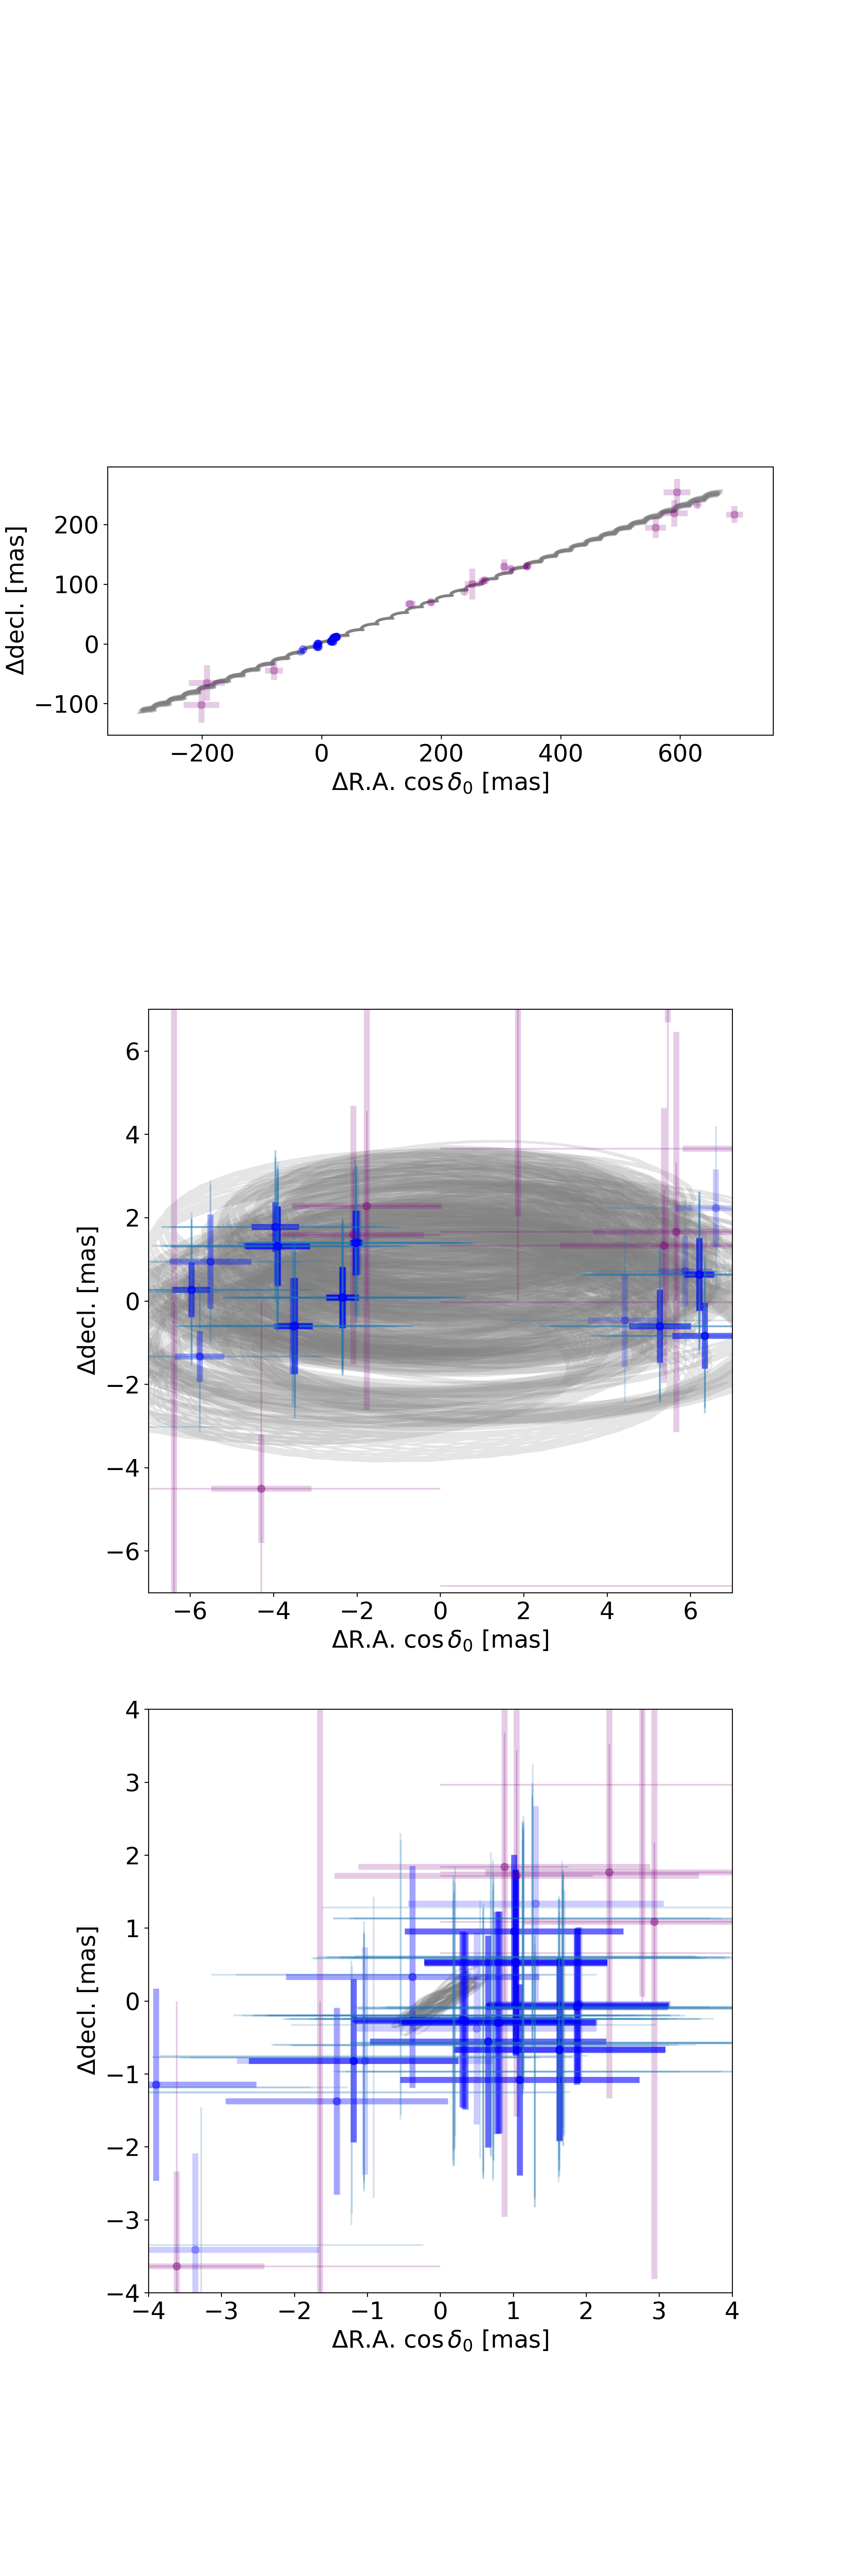 Δdecl. [mas]
200
100
0
−100
−200 0 200 400 600
ΔR.A. cos δ₀ [mas]
Δdecl. [mas]
6
4
2
0
−2
−4
−6
−6 −4 −2 0 2 4 6
ΔR.A. cos δ₀ [mas]
Δdecl. [mas]
4
3
2
1
0
−1
−2
−3
−4
−4 −3 −2 −1 0 1 2 3 4
ΔR.A. cos δ₀ [mas]